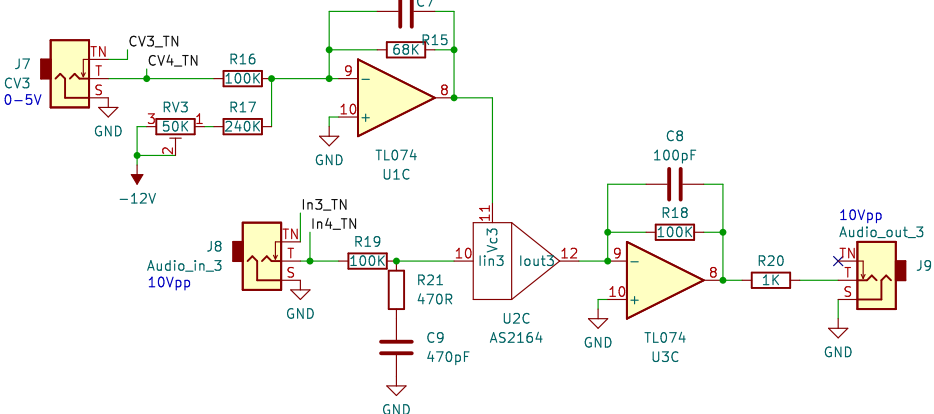 C7
R15
68K
CV3_TN
CV4_TN
TN
T
S
J7
CV3
0-5V
GND
R16
100K
RV3
3
50K
1
2
R17
240K
-12V
9
-
8
10
+
GND
TL074
U1C
In3_TN
In4_TN
TN
T
S
J8
Audio_in_3
10Vpp
GND
R19
100K
R21
470R
C9
470pF
GND
11
Vc3
10
Iin3
Iout3
12
U2C
AS2164
C8
100pF
R18
100K
9
-
8
10
+
GND
TL074
U3C
R20
1K
10Vpp
Audio_out_3
TN
T
S
J9
GND